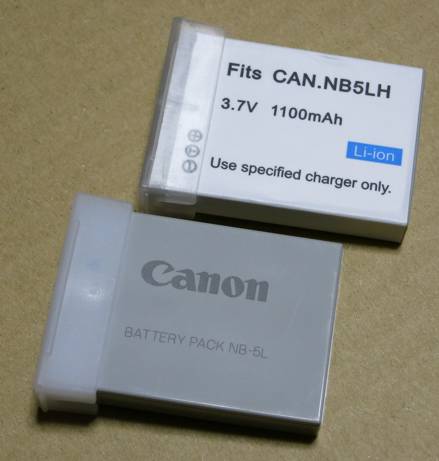 Fits CAN.NB5LH
3.7V 1100mAh
Li-ion
Use specified charger only.
Canon
BATTERY PACK NB-5L